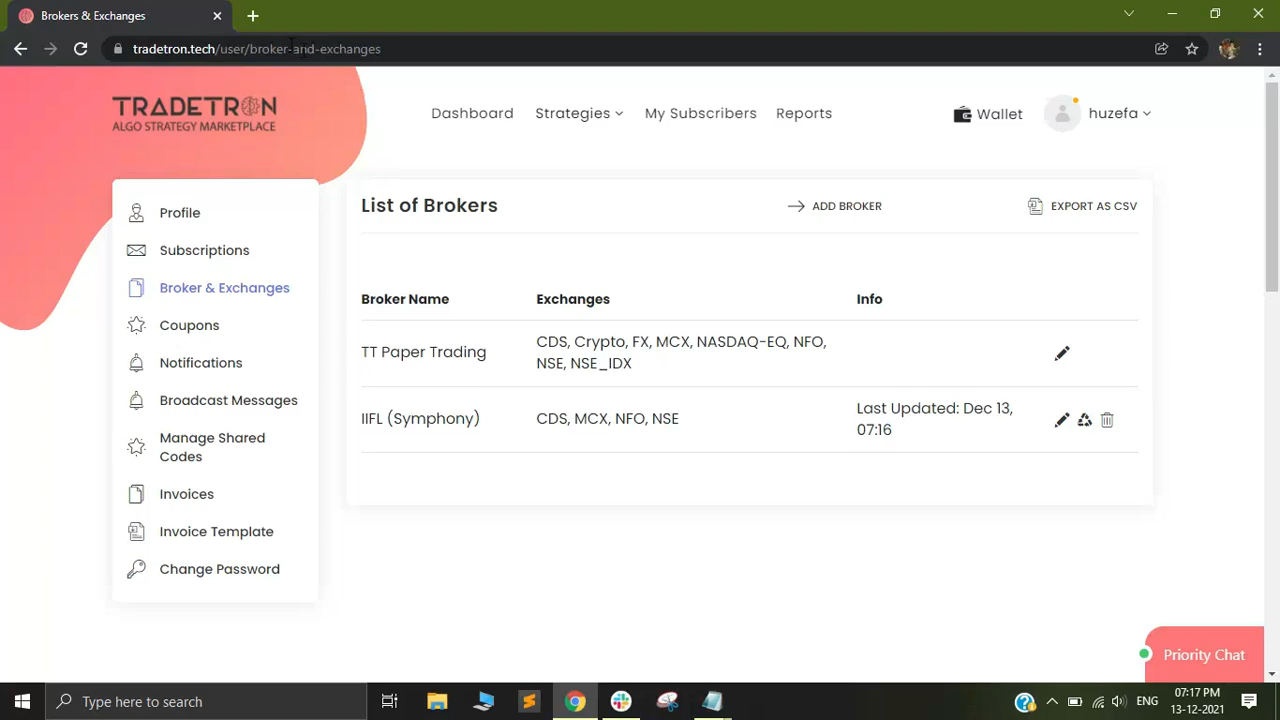 Brokers & Exchanges
tradetron.tech/user/broker-and-exchanges
TRADETRON
ALGO STRATEGY MARKETPLACE
Dashboard
Strategies
My Subscribers
Reports
Wallet
huzefa
Profile
Subscriptions
Broker & Exchanges
Coupons
Notifications
Broadcast Messages
Manage Shared
Codes
Invoices
Invoice Template
Change Password
List of Brokers
ADD BROKER
EXPORT AS CSV
Broker Name Exchanges Info
TT Paper Trading
CDS, Crypto, FX, MCX, NASDAQ-EQ, NFO,
NSE, NSE_IDX
IIFL (Symphony)
CDS, MCX, NFO, NSE
Last Updated: Dec 13,
07:16
Priority Chat
Type here to search
ENG
07:17 PM
13-12-2021